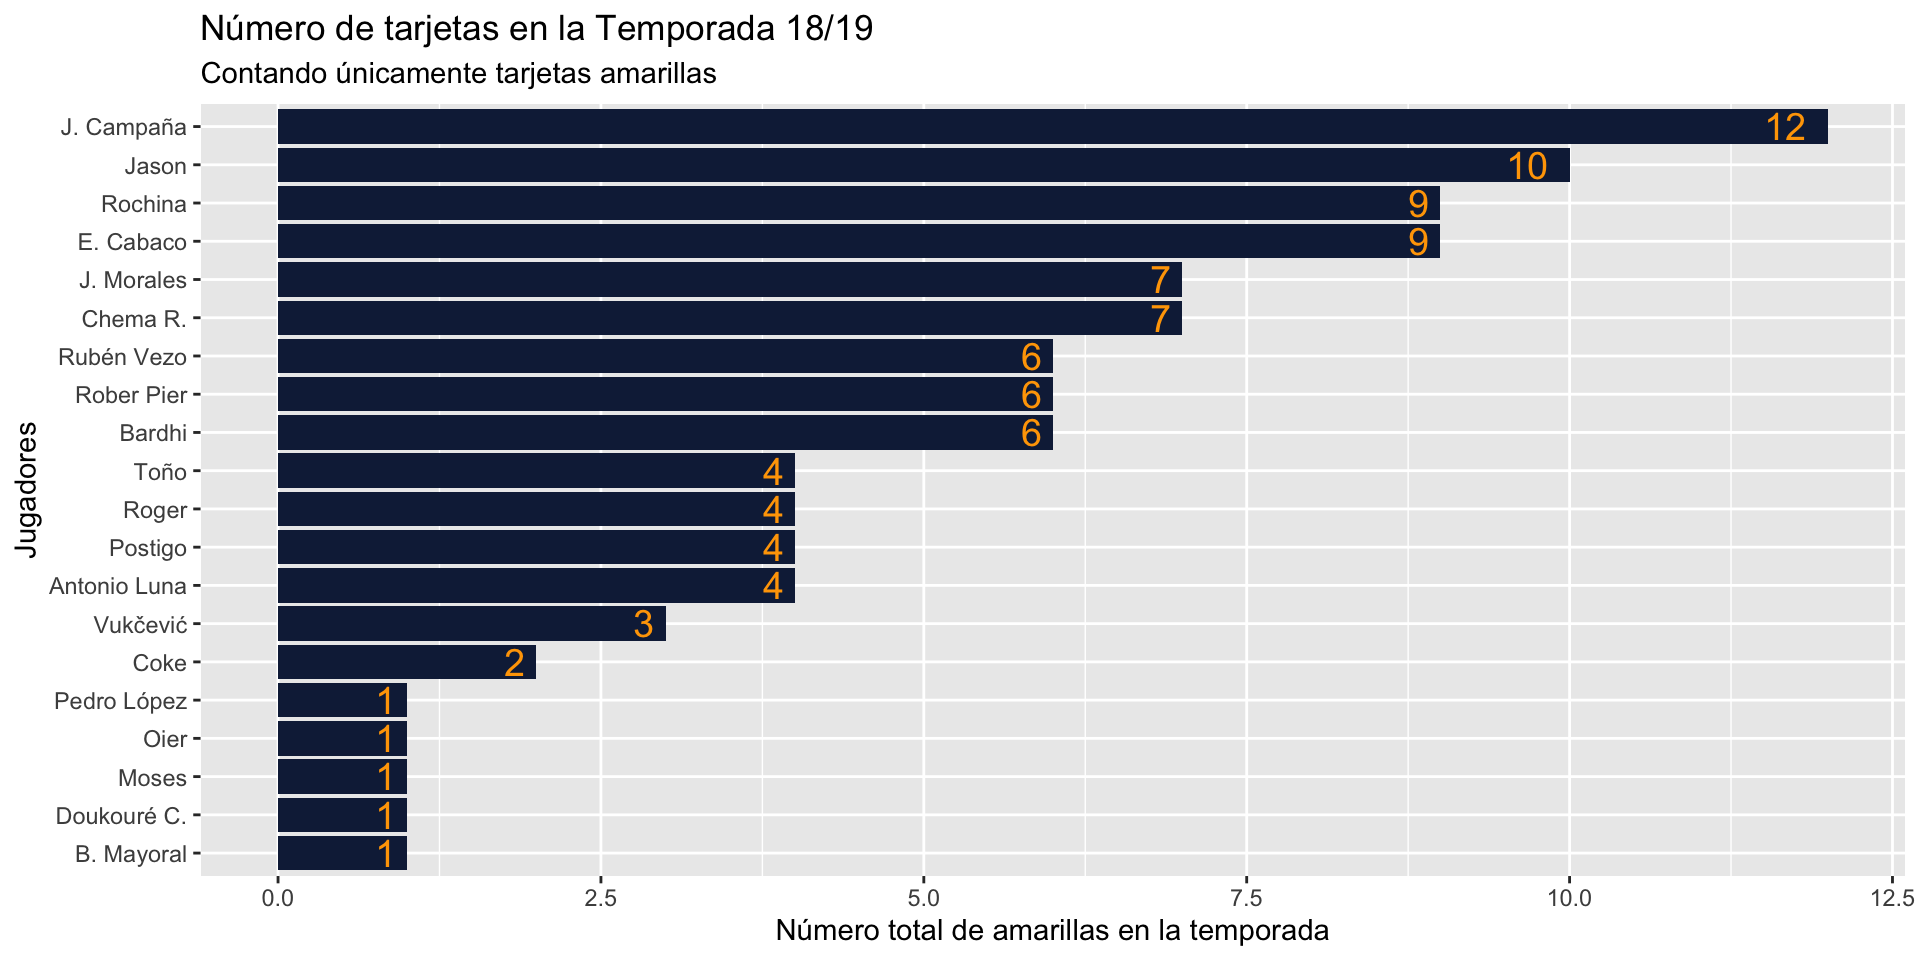 Número de tarjetas en la Temporada 18/19
Contando únicamente tarjetas amarillas
Jugadores
J. Campaña 12
Jason 10
Rochina 9
E. Cabaco 9
J. Morales 7
Chema R. 7
Rubén Vezo 6
Rober Pier 6
Bardhi 6
Toño 4
Roger 4
Postigo 4
Antonio Luna 4
Vukčević 3
Coke 2
Pedro López 1
Oier 1
Moses 1
Doukouré C. 1
B. Mayoral 1
0.0 2.5 5.0 7.5 10.0 12.5
Número total de amarillas en la temporada